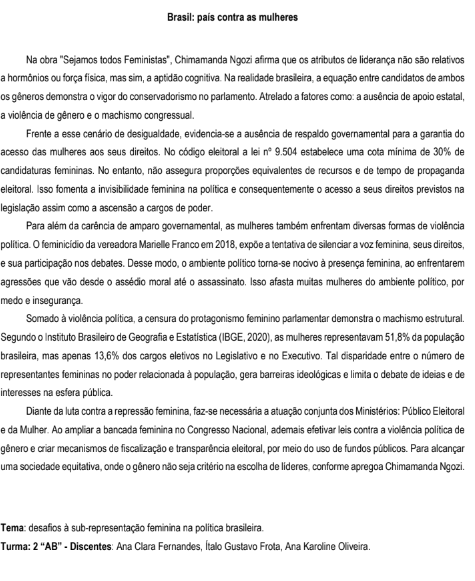 Brasil: país contra as mulheres
Na obra "Sejamos todos Feministas", Chimamanda Ngozi afirma que os atributos de liderança não são relativos
a hormônios ou força física, mas sim, a aptidão cognitiva. Na realidade brasileira, a equação entre candidatos de ambos
os gêneros demonstra o vigor do conservadorismo no parlamento. Atrelado a fatores como: a ausência de apoio estatal,
a violência de gênero e o machismo congressual.
Frente a esse cenário de desigualdade, evidencia-se a ausência de respaldo governamental para a garantia do
acesso das mulheres aos seus direitos. No código eleitoral a lei nº 9.504 estabelece uma cota mínima de 30% de
candidaturas femininas. No entanto, não assegura proporções equivalentes de recursos e de tempo de propaganda
eleitoral. Isso fomenta a invisibilidade feminina na política e consequentemente o acesso a seus direitos previstos na
legislação assim como a ascensão a cargos de poder.
Para além da carência de amparo governamental, as mulheres também enfrentam diversas formas de violência
política. O feminicídio da vereadora Marielle Franco em 2018, expõe a tentativa de silenciar a voz feminina, seus direitos,
e sua participação nos debates. Desse modo, o ambiente político torna-se nocivo à presença feminina, ao enfrentarem
agressões que vão desde o assédio moral até o assassinato. Isso afasta muitas mulheres do ambiente político, por
medo e insegurança.
Somado à violência política, a censura do protagonismo feminino parlamentar demonstra o machismo estrutural.
Segundo o Instituto Brasileiro de Geografia e Estatística (IBGE, 2020), as mulheres representavam 51,8% da população
brasileira, mas apenas 13,6% dos cargos eletivos no Legislativo e no Executivo. Tal disparidade entre o número de
representantes femininas no poder relacionada à população, gera barreiras ideológicas e limita o debate de ideias e de
interesses na esfera pública.
Diante da luta contra a repressão feminina, faz-se necessária a atuação conjunta dos Ministérios: Público Eleitoral
e da Mulher. Ao ampliar a bancada feminina no Congresso Nacional, ademais efetivar leis contra a violência política de
gênero e criar mecanismos de fiscalização e transparência eleitoral, por meio do uso de fundos públicos. Para alcançar
uma sociedade equitativa, onde o gênero não seja critério na escolha de líderes, conforme apregoa Chimamanda Ngozi.
Tema: desafios à sub-representação feminina na política brasileira.
Turma: 2 “AB” - Discentes: Ana Clara Fernandes, Ítalo Gustavo Frota, Ana Karoline Oliveira.